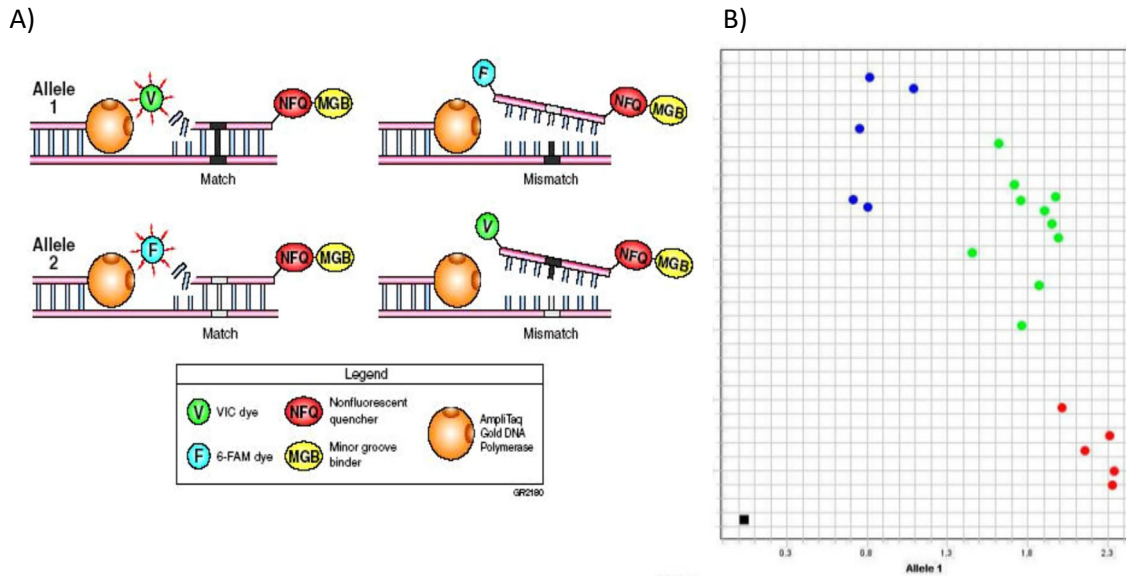 A)
B)
Allele
1
V
NFQ
MGB
F
NFQ
MGB
Match
Mismatch
Allele
2
F
NFQ
MGB
V
NFQ
MGB
Match
Mismatch
Legend
V VIC dye
NFQ Nonfluorescent
quencher
F 6-FAM dye
MGB Minor groove
binder
AmpliTaq
Gold DNA
Polymerase
GR2180
0.3 0.8 1.3 1.8 2.3
Allele 1